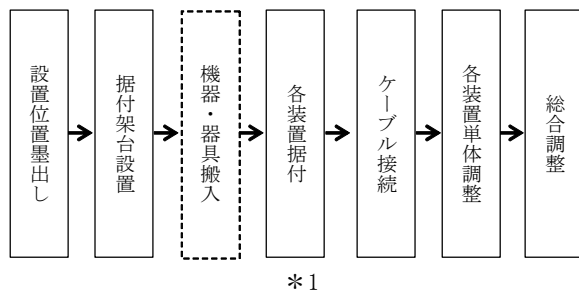 設置位置墨出し
据付架台設置
機器・器具搬入
各装置据付
ケーブル接続
各装置単体調整
総合調整
＊1